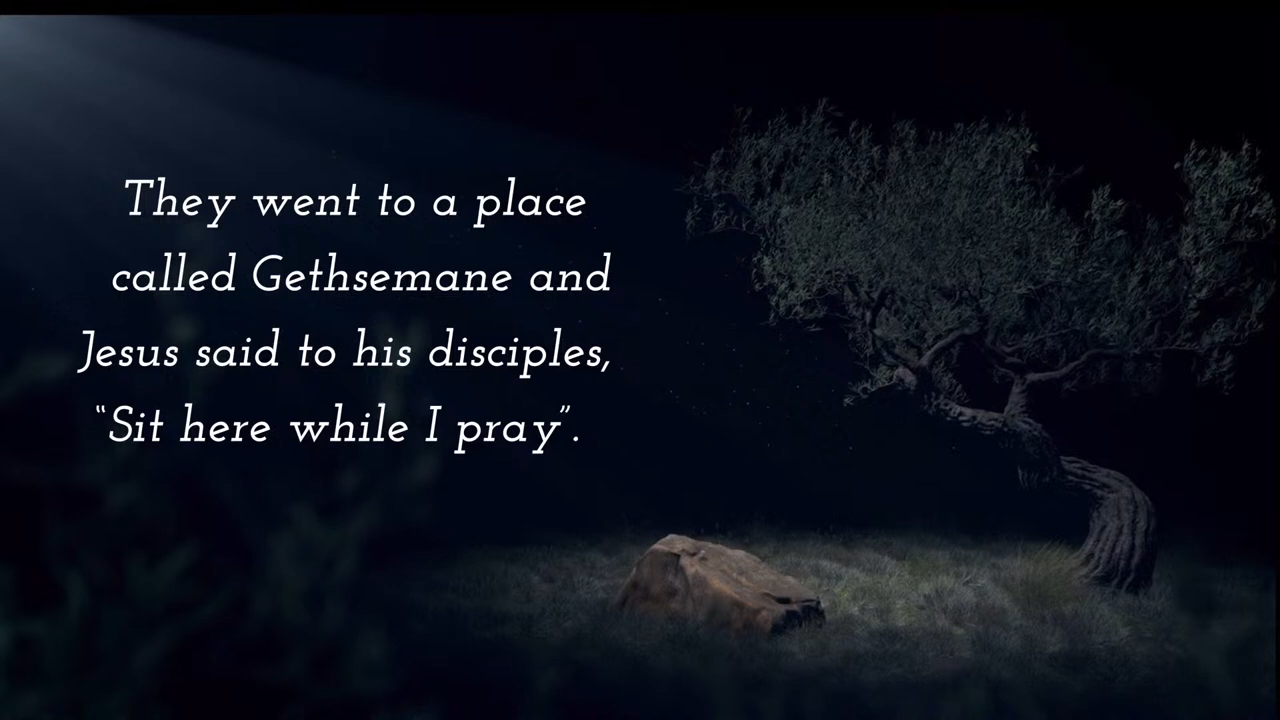 They went to a place
called Gethsemane and
Jesus said to his disciples,
“Sit here while I pray”.